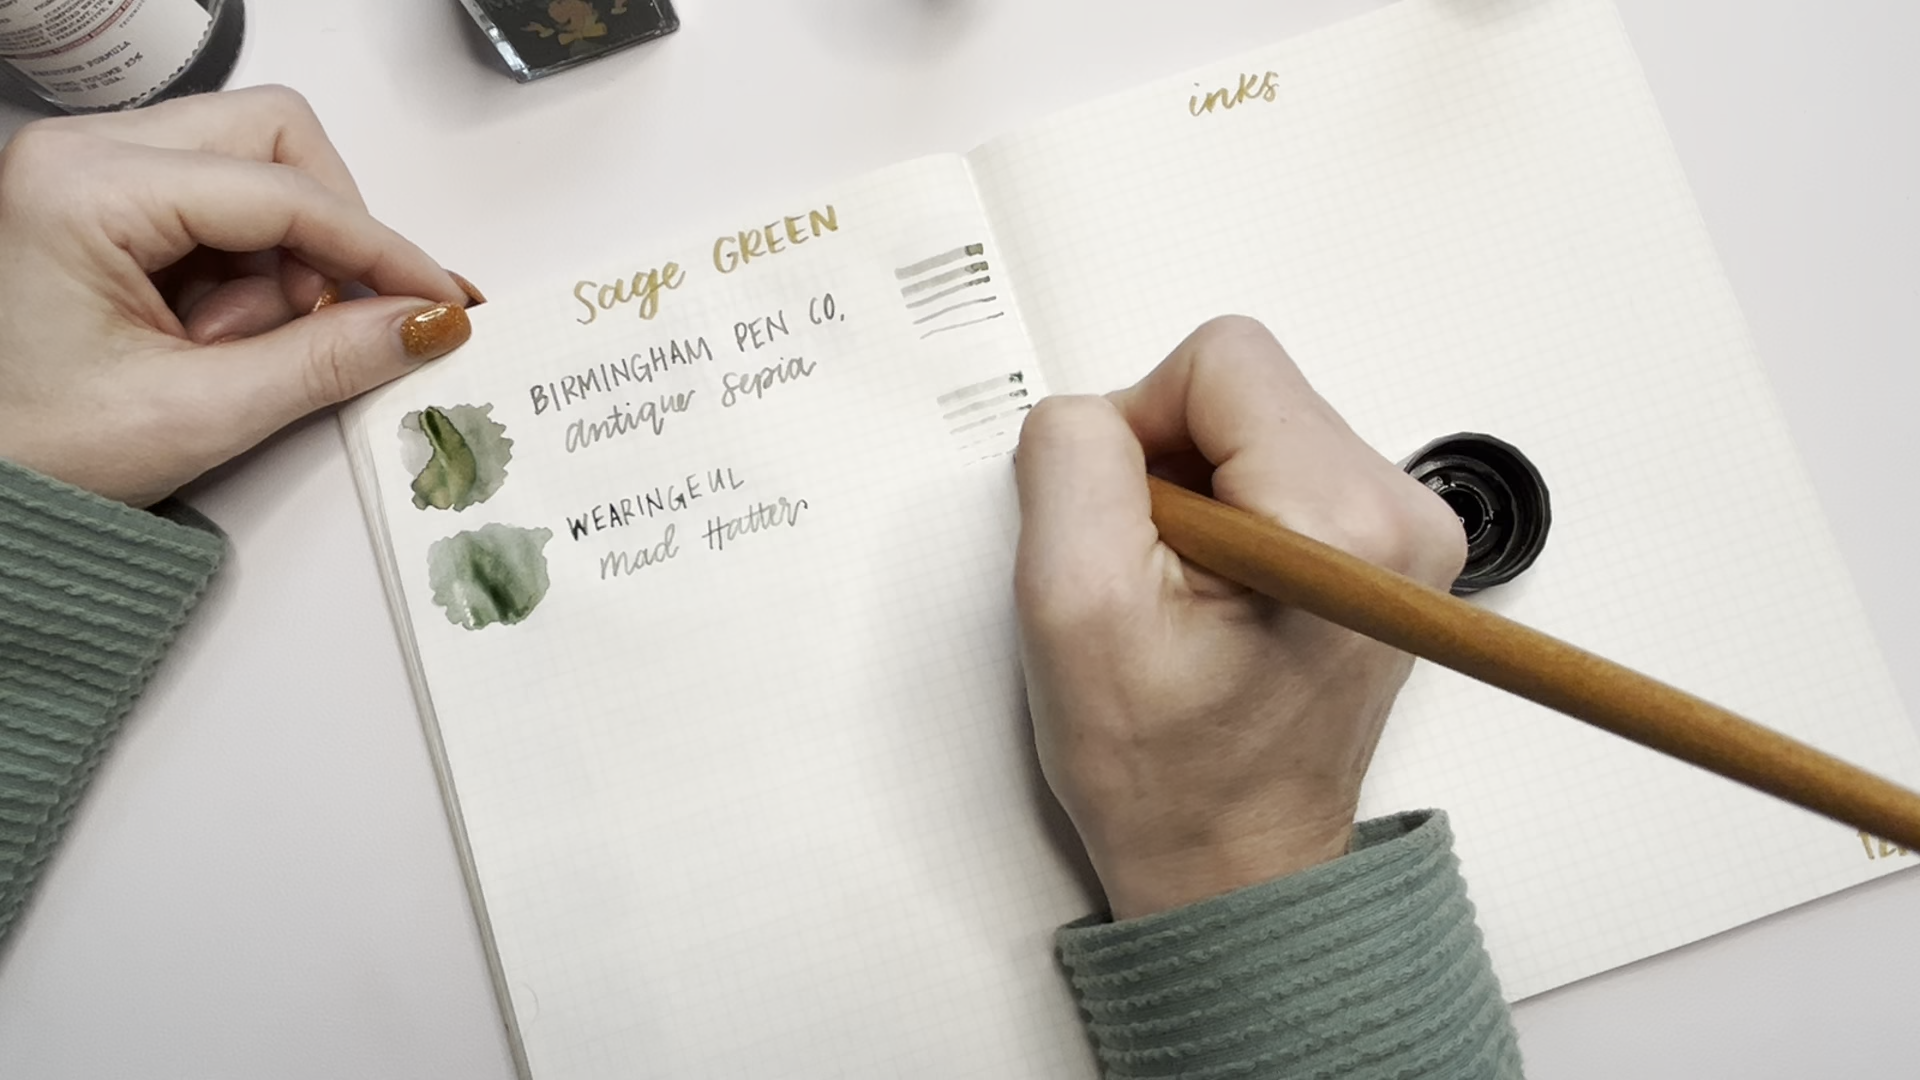 Sage GREEN
BIRMINGHAM PEN CO.
antique sepia
WEARINGEUL
mad Hatter
inks